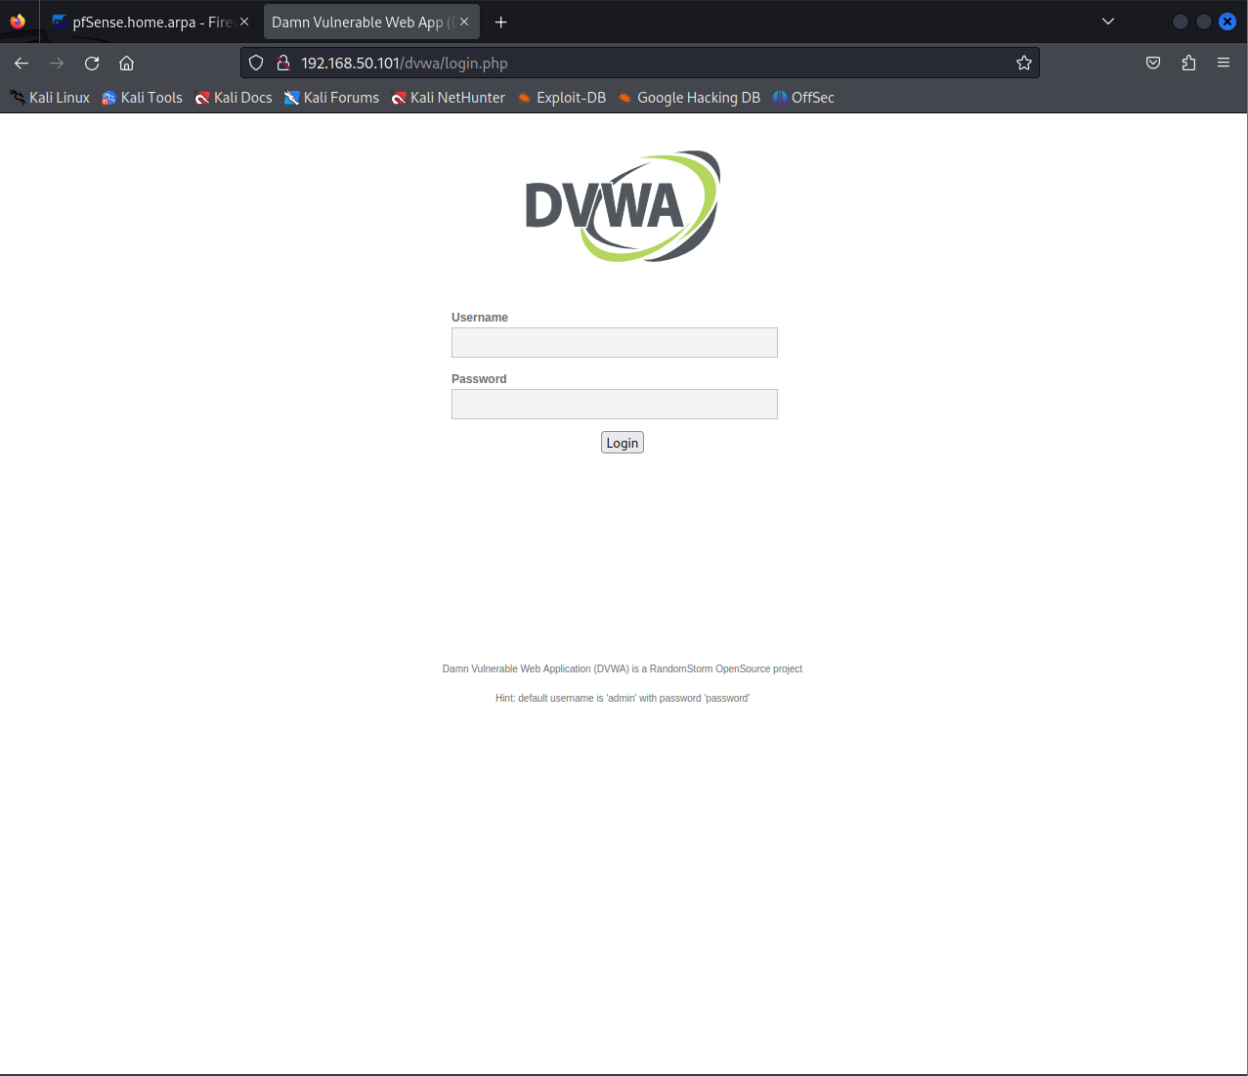 pfSense.home.arpa - Fire
Damn Vulnerable Web App (
192.168.50.101/dvwa/login.php
Kali Linux Kali Tools Kali Docs Kali Forums Kali NetHunter Exploit-DB Google Hacking DB OffSec
DVWA
Username
Password
Login
Damn Vulnerable Web Application (DVWA) is a RandomStorm OpenSource project
Hint: default username is 'admin' with password 'password'